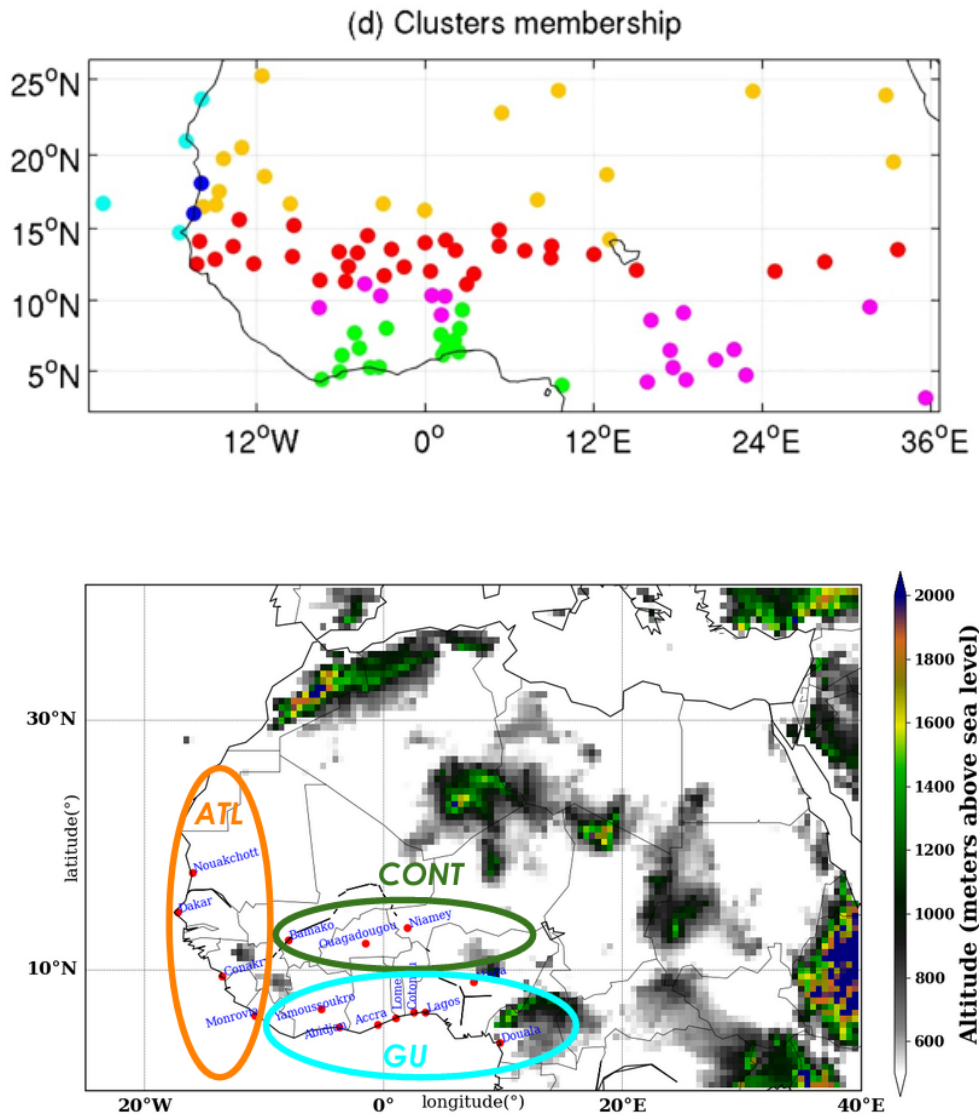 (d) Clusters membership
25°N
20°N
15°N
10°N
5°N
12°W
0°
12°E
24°E
36°E
ATL
Nouakchott
Dakar
Conakr
Monrovia
CONT
Bamako
Ouagadougou
Niamey
Yamoussoukro
Abidjan
Accra
Lome
Lagos
Douala
GU
30°N
10°N
latitude(°)
20°W
0°
20°E
40°E
longitude(°)
2000
1800
1600
1400
1200
1000
800
600
Altitude (meters above sea level)